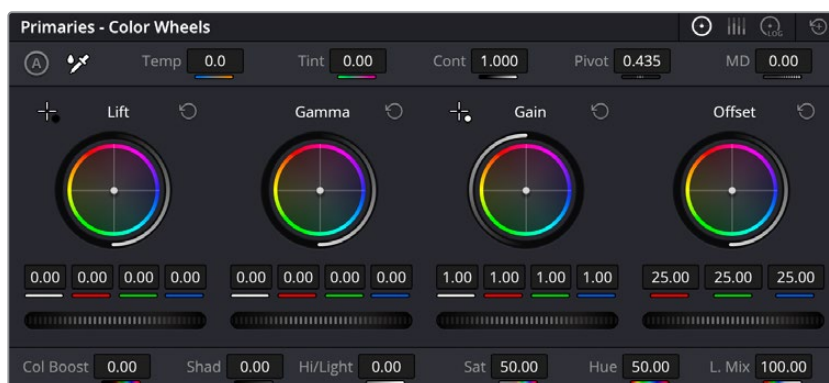 Primaries - Color Wheels
LOG
A Temp 0.0 Tint 0.00 Cont 1.000 Pivot 0.435 MD 0.00
Lift Gamma Gain Offset
0.00 0.00 0.00 0.00 0.00 0.00 0.00 0.00 1.00 1.00 1.00 1.00 25.00 25.00 25.00
Col Boost 0.00 Shad 0.00 Hi/Light 0.00 Sat 50.00 Hue 50.00 L. Mix 100.00